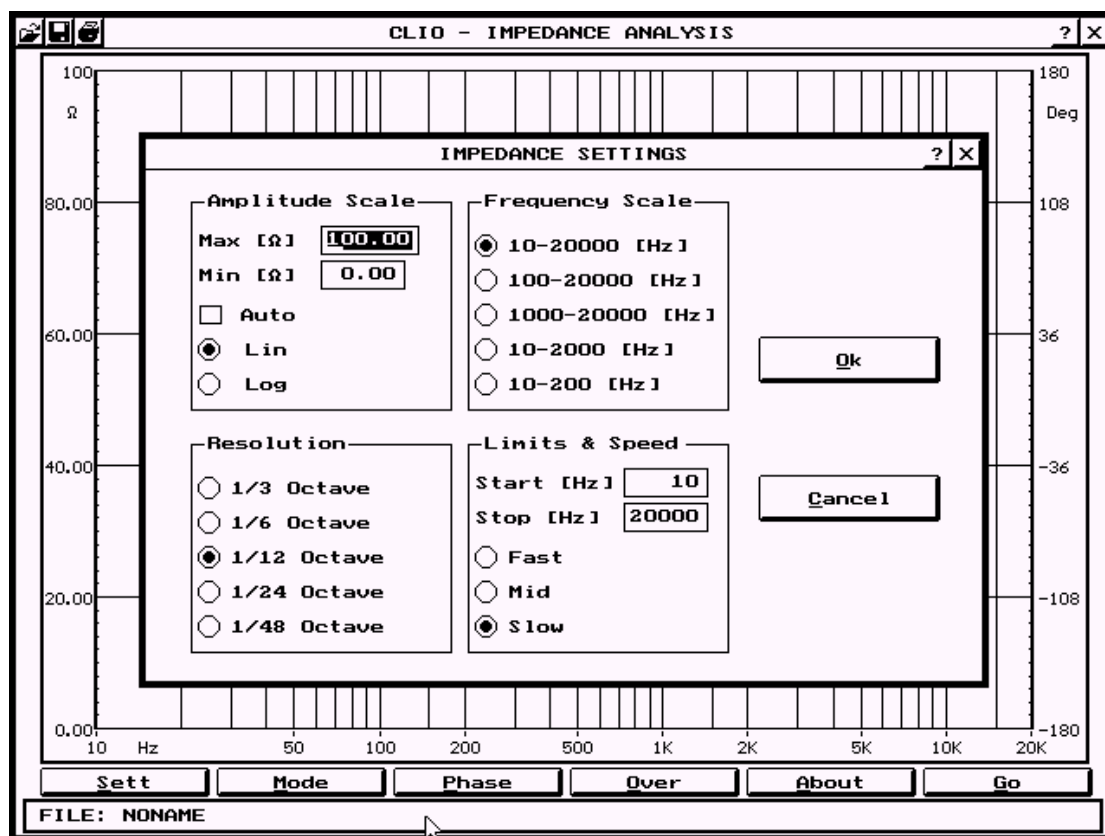 CLIO - IMPEDANCE ANALYSIS ? X
100 180
Ω Deg
IMPEDANCE SETTINGS ? X
80.00 108
Amplitude Scale
Max [Ω] 100.00
Min [Ω] 0.00
Auto
Lin
Log
Frequency Scale
10-20000 [Hz]
100-20000 [Hz]
1000-20000 [Hz]
10-2000 [Hz]
10-200 [Hz]
Ok
60.00 36
Resolution
1/3 Octave
1/6 Octave
1/12 Octave
1/24 Octave
1/48 Octave
Limits & Speed
Start [Hz] 10
Stop [Hz] 20000
Fast
Mid
Slow
Cancel
40.00 -36
20.00 -108
0.00 -180
10 Hz 50 100 200 500 1K 2K 5K 10K 20K
Sett Mode Phase Over About Go
FILE: NONAME